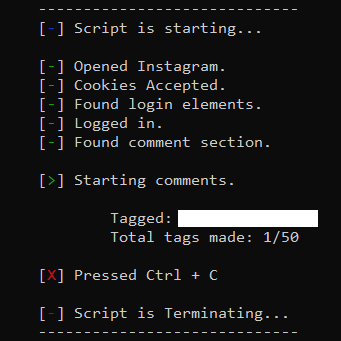 -----------------------------
[-] Script is starting...
[-] Opened Instagram.
[-] Cookies Accepted.
[-] Found login elements.
[-] Logged in.
[-] Found comment section.
[>] Starting comments.
Tagged:
Total tags made: 1/50
[X] Pressed Ctrl + C
[-] Script is Terminating...
-----------------------------